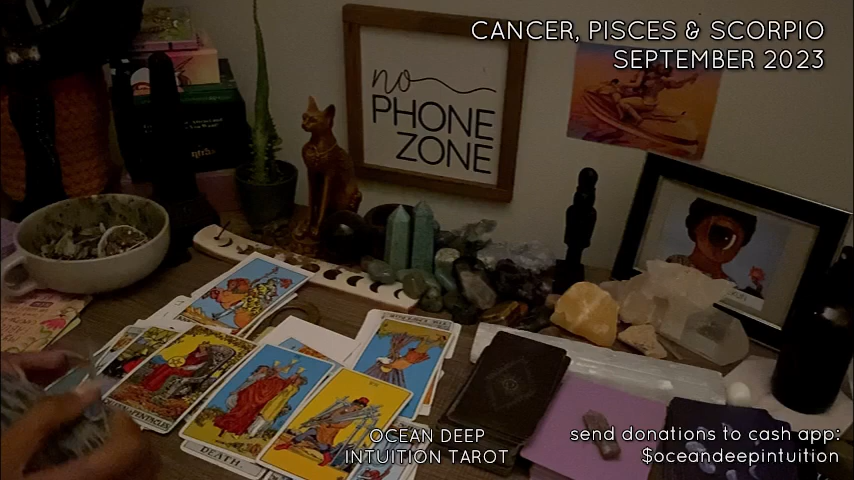 CANCER, PISCES & SCORPIO
SEPTEMBER 2023
no
PHONE
ZONE
PENTACLES
DEATH
OCEAN DEEP
INTUITION TAROT
send donations to cash app:
$oceandeepintuition